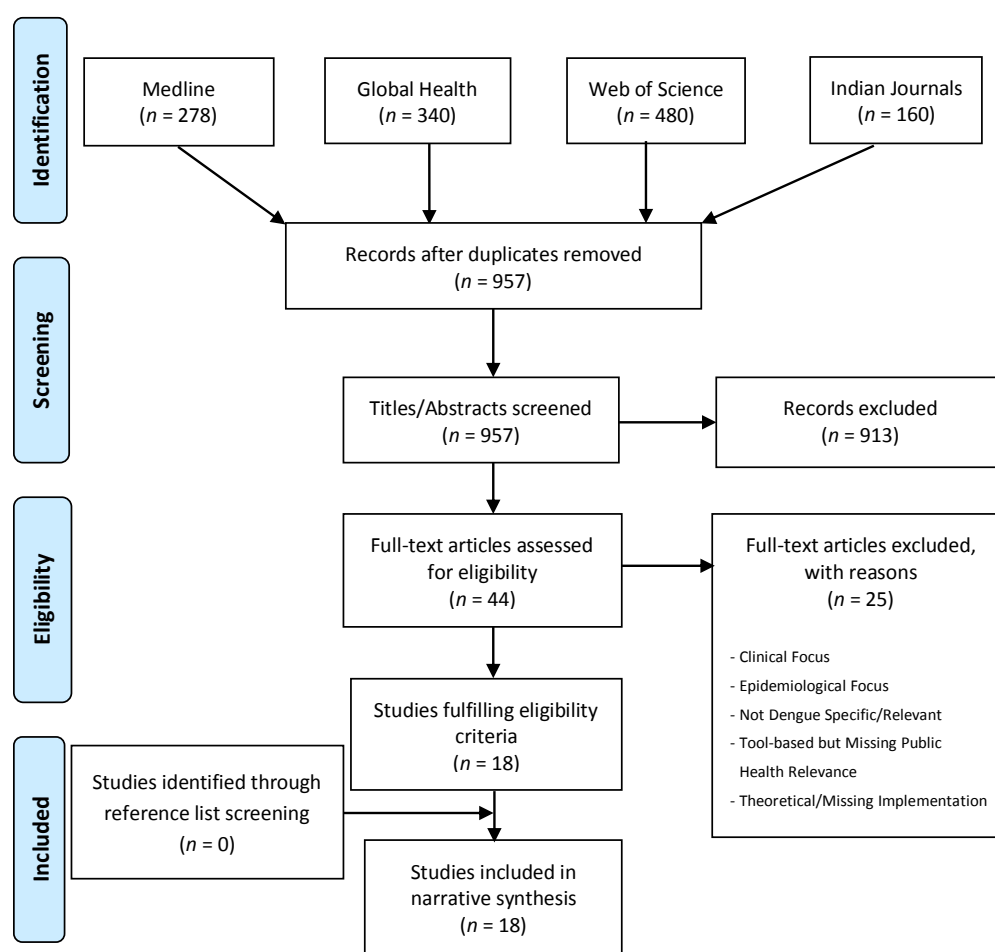 Identification
Medline
(n = 278)
Global Health
(n = 340)
Web of Science
(n = 480)
Indian Journals
(n = 160)
Records after duplicates removed
(n = 957)
Screening
Titles/Abstracts screened
(n = 957)
Records excluded
(n = 913)
Eligibility
Full-text articles assessed
for eligibility
(n = 44)
Full-text articles excluded,
with reasons
(n = 25)
- Clinical Focus
- Epidemiological Focus
- Not Dengue Specific/Relevant
- Tool-based but Missing Public
Health Relevance
- Theoretical/Missing Implementation
Studies fulfilling eligibility
criteria
(n = 18)
Included
Studies identified through
reference list screening
(n = 0)
Studies included in
narrative synthesis
(n = 18)